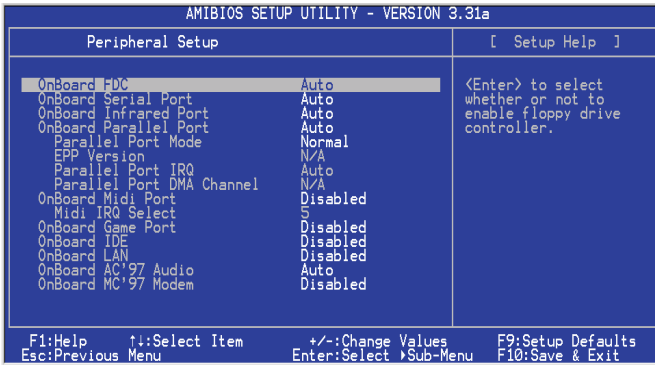 AMIBIOS SETUP UTILITY - VERSION 3.31a
Peripheral Setup
[ Setup Help ]
OnBoard FDC Auto
OnBoard Serial Port Auto
OnBoard Infrared Port Auto
OnBoard Parallel Port Auto
Parallel Port Mode Normal
EPP Version N/A
Parallel Port IRQ Auto
Parallel Port DMA Channel N/A
OnBoard Midi Port Disabled
Midi IRQ Select 5
OnBoard Game Port Disabled
OnBoard IDE Disabled
OnBoard LAN Disabled
OnBoard AC'97 Audio Auto
OnBoard MC'97 Modem Disabled
<Enter> to select
whether or not to
enable floppy drive
controller.
F1:Help ↑↓:Select Item +/-:Change Values F9:Setup Defaults
Esc:Previous Menu Enter:Select ▸Sub-Menu F10:Save & Exit